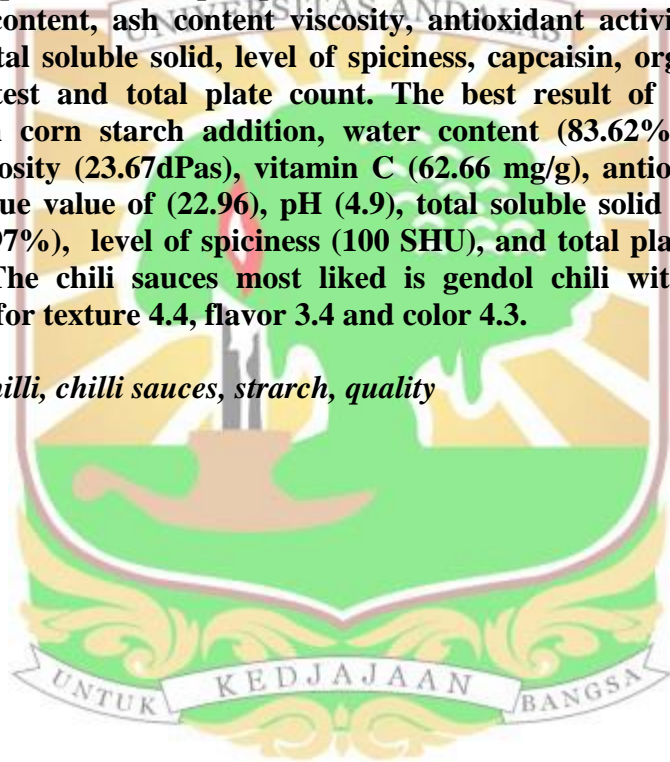 content, ash content viscosity, antioxidant activi
UNIVERSITAS ANDALAS
tal soluble solid, level of spiciness, capcaisin, org
test and total plate count. The best result of
corn starch addition, water content (83.62%
osity (23.67dPas), vitamin C (62.66 mg/g), antio
ue value of (22.96), pH (4.9), total soluble solid
97%), level of spiciness (100 SHU), and total pla
The chili sauces most liked is gendol chili wit
for texture 4.4, flavor 3.4 and color 4.3.
illi, chilli sauces, strarch, quality
UNTUK KEDJAJAAN BANGSA